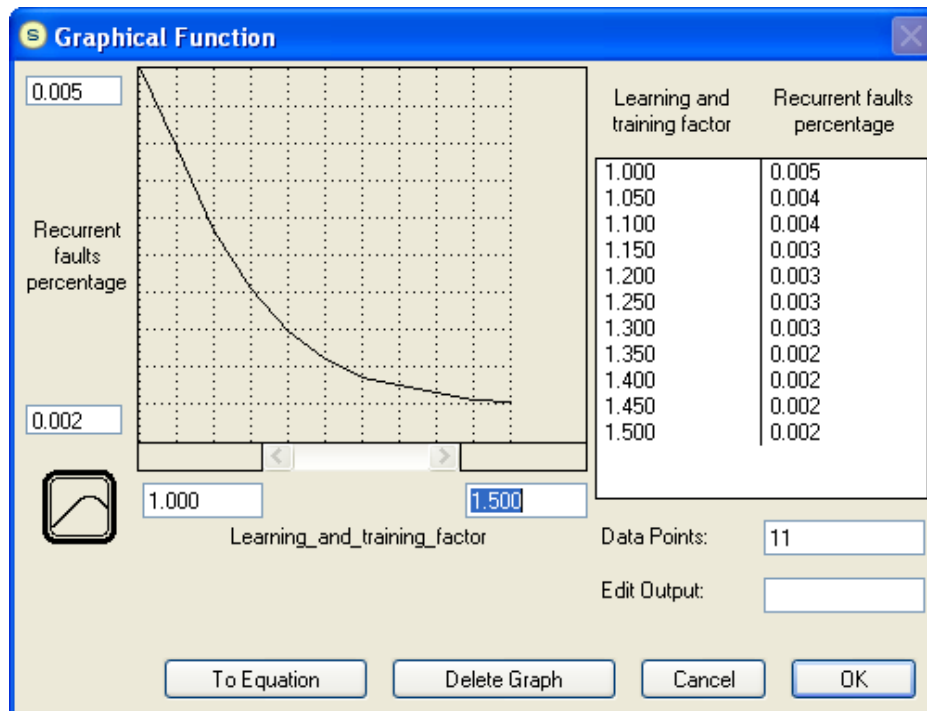 S Graphical Function
0.005
Recurrent
faults
percentage
0.002
1.000
1.500
Learning_and_training_factor
Learning and
training factor
Recurrent faults
percentage
1.000 0.005
1.050 0.004
1.100 0.004
1.150 0.003
1.200 0.003
1.250 0.003
1.300 0.003
1.350 0.002
1.400 0.002
1.450 0.002
1.500 0.002
Data Points: 11
Edit Output:
To Equation
Delete Graph
Cancel
OK